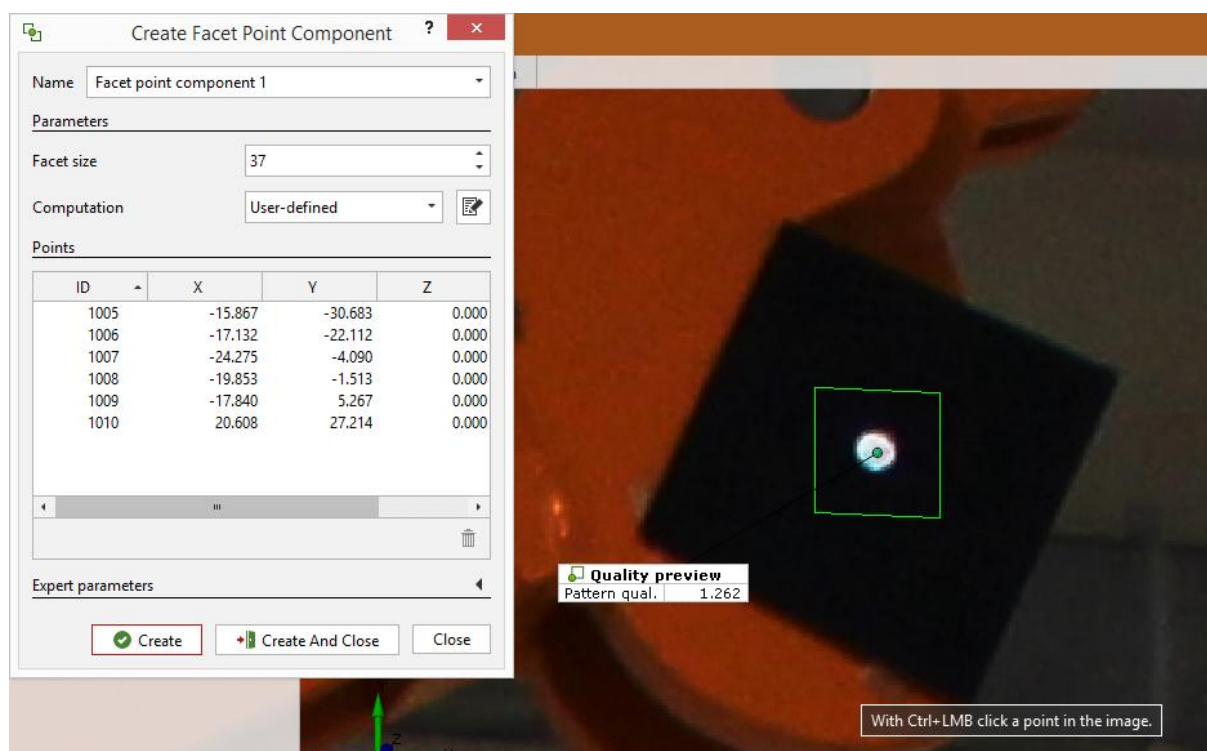 Create Facet Point Component ? ×
Name Facet point component 1
Parameters
Facet size 37
Computation User-defined
Points
ID X Y Z
1005 -15.867 -30.683 0.000
1006 -17.132 -22.112 0.000
1007 -24.275 -4.090 0.000
1008 -19.853 -1.513 0.000
1009 -17.840 5.267 0.000
1010 20.608 27.214 0.000
Expert parameters
Create Create And Close Close
Quality preview
Pattern qual. 1.262
With Ctrl+LMB click a point in the image.
Z